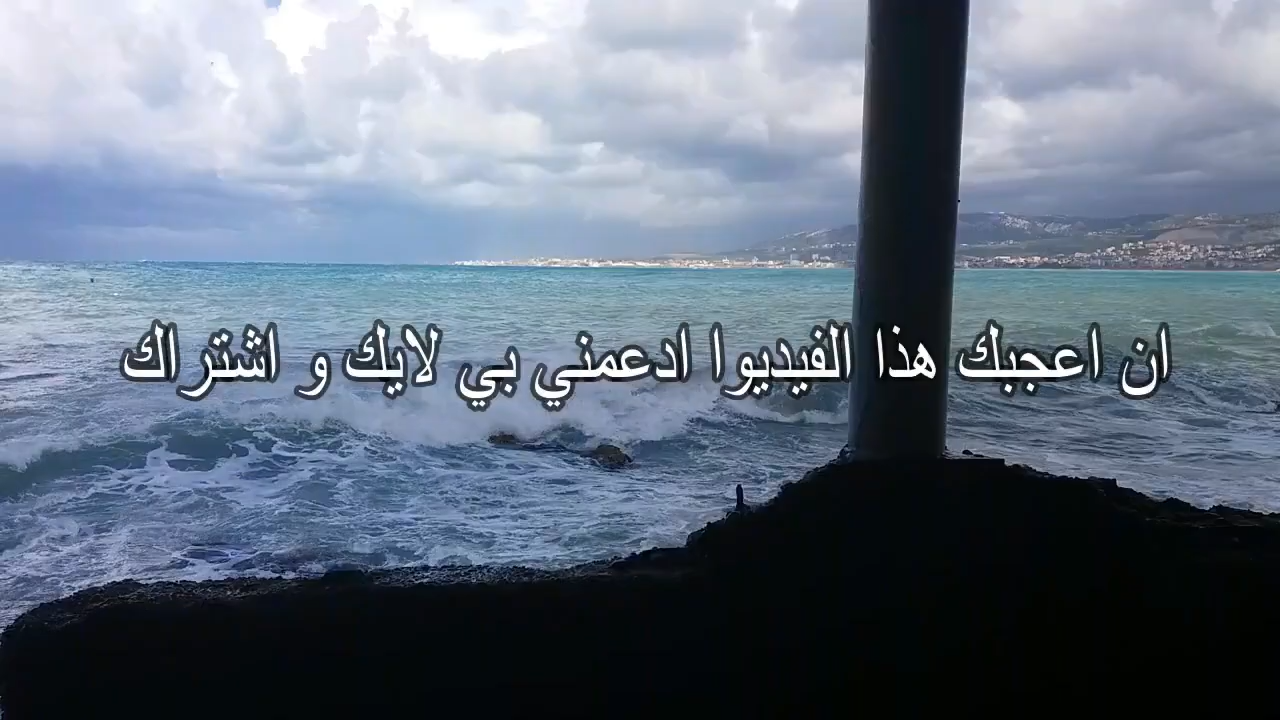 ان اعجبك هذا الفيديوا ادعمني بي لايك و اشتراك